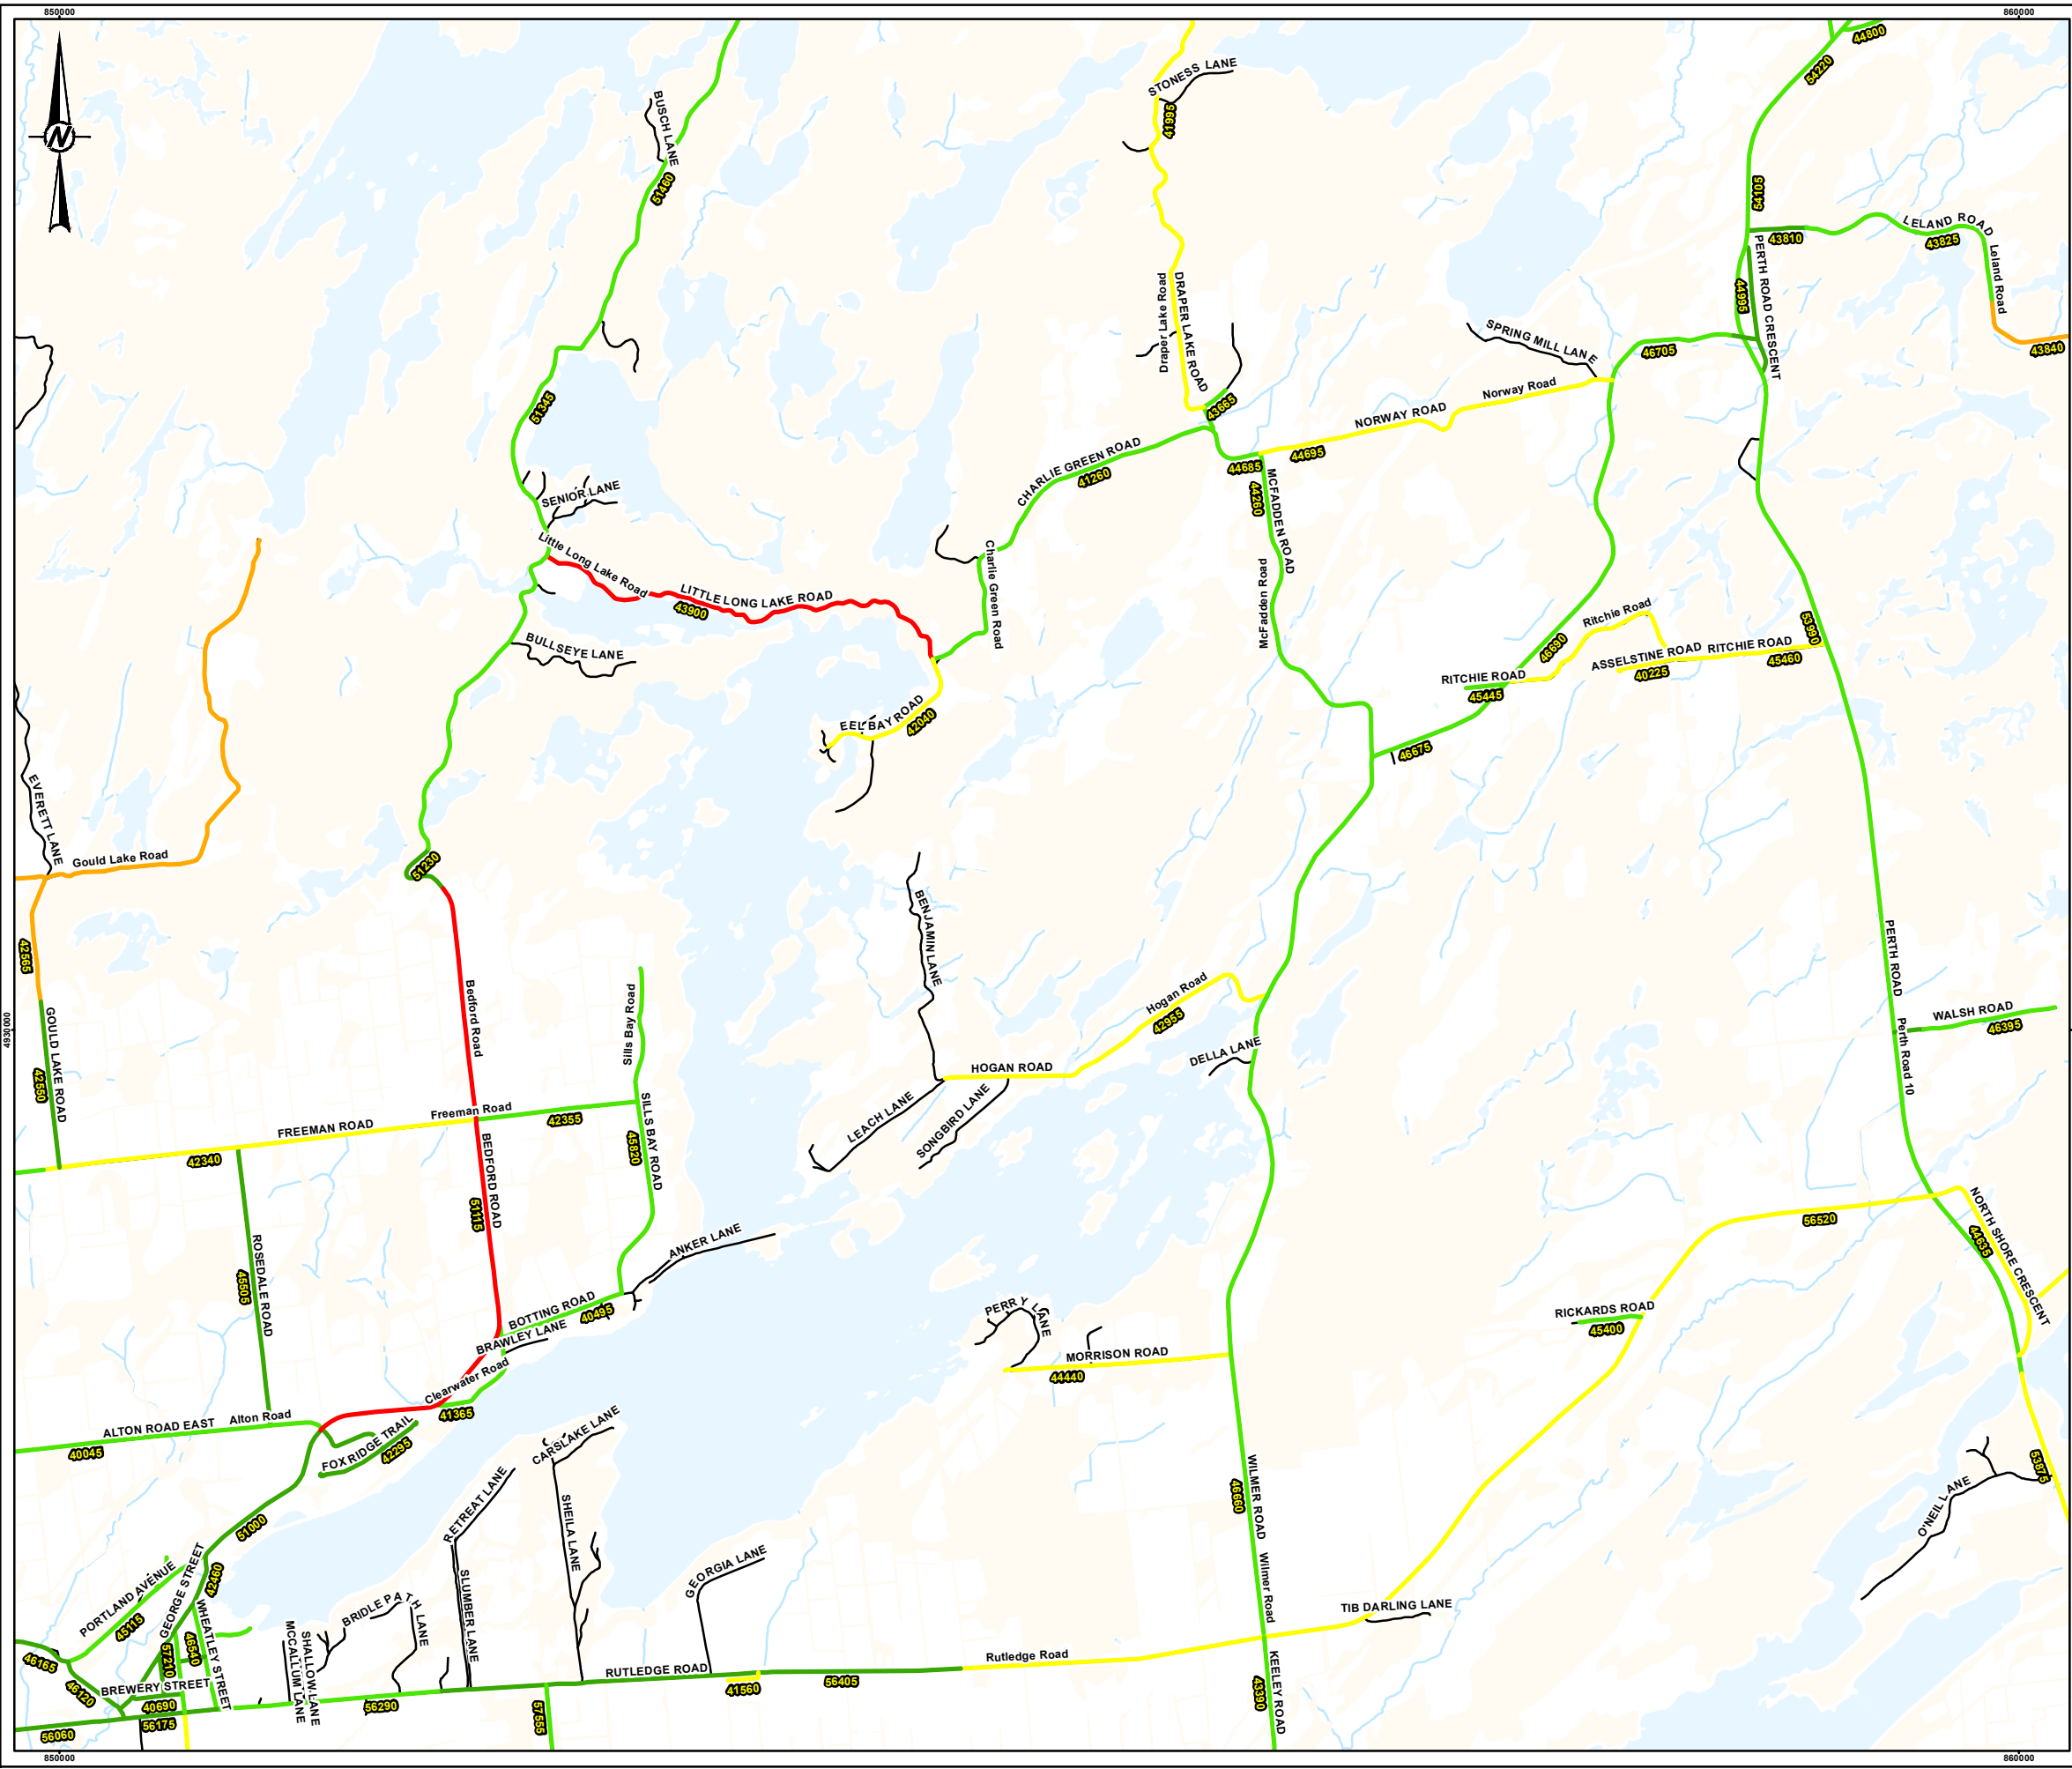 850000
860000
44800
54220
STONESS LANE
41995
BUSCH LANE
N
51460
54105
LELAND ROAD
43810
43825
Leland Road
PERTH ROAD CRESCENT
44995
43840
Draper Lake Road
DRAPER LAKE ROAD
SPRING MILL LANE
46705
Norway Road
NORWAY ROAD
43665
51345
CHARLIE GREEN ROAD
41260
44685
44695
44260
MCFADDEN ROAD
McFadden Road
SENIOR LANE
Little Long Lake Road
LITTLE LONG LAKE ROAD
43900
Charlie Green Road
BULLSEYE LANE
Ritchie Road
53990
46690
ASSELSTINE ROAD
RITCHIE ROAD
45460
40225
RITCHIE ROAD
45445
EEL BAY ROAD
42040
46675
EVERETT LANE
Gould Lake Road
51230
BENJAMIN LANE
42595
PERTH ROAD
Bedford Road
Sills Bay Road
Hogan Road
42955
WALSH ROAD
46395
4930000
GOULD LAKE ROAD
42550
Perth Road 10
DELLA LANE
HOGAN ROAD
LEACH LANE
SONGBIRD LANE
Freeman Road
FREEMAN ROAD
42355
42340
SILLS BAY ROAD
45820
BEDFORD ROAD
51115
NORTH SHORE CRESCENT
56520
44635
ROSEDALE ROAD
45505
ANKER LANE
BOTTING ROAD
40495
BRAWLEY LANE
PERRY LANE
RICKARDS ROAD
45400
MORRISON ROAD
44440
Clearwater Road
41365
ALTON ROAD EAST
Alton Road
40045
FOXRIDGE TRAIL
42295
CARSLAKE LANE
RETREAT LANE
SHEILA LANE
WILMER ROAD
46660
53875
O'NEIL LANE
51000
PORTLAND AVENUE
45115
GEORGE STREET
42460
GEORGIA LANE
SLUMBER LANE
Wilmer Road
TIB DARLING LANE
BRIDLE PATH LANE
WHEATLEY STREET
46540
57210
MCCALLUM LANE
SHALLOW LANE
46165
46120
BREWERY STREET
40690
56175
56060
56290
RUTLEDGE ROAD
41560
56405
Rutledge Road
57555
KEELEY ROAD
43390
850000
860000